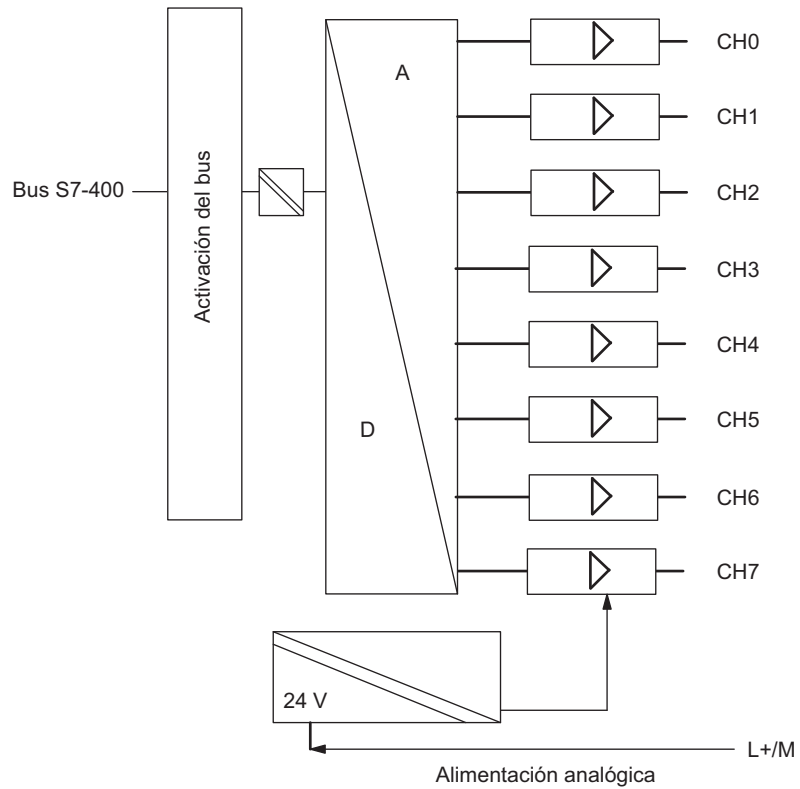 CH0
A
CH1
Bus S7-400
Activación del bus
CH2
CH3
CH4
D
CH5
CH6
CH7
24 V
L+/M
Alimentación analógica